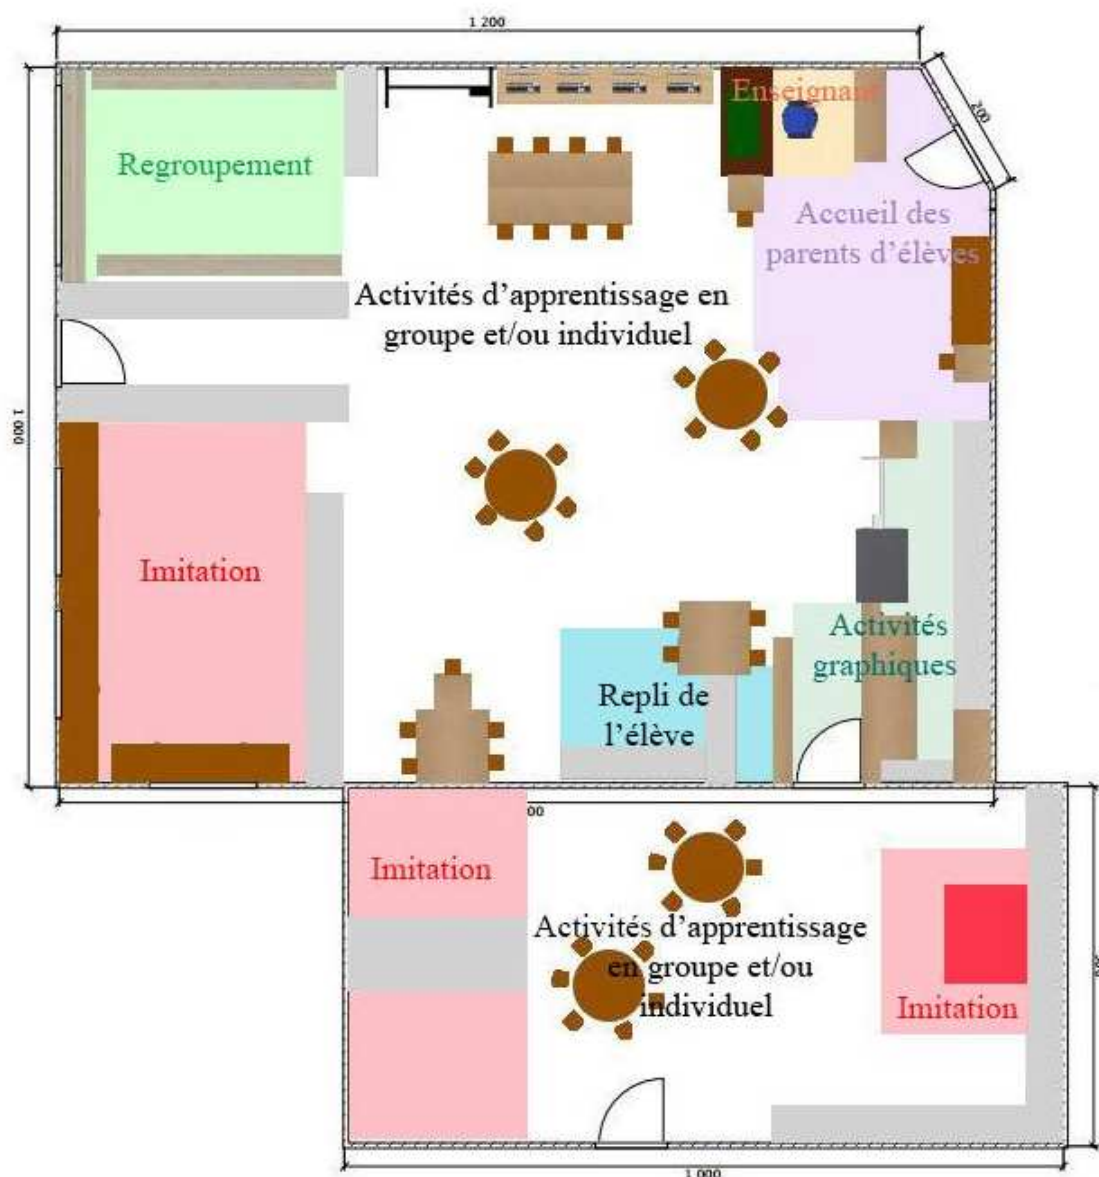 1 200
Enseignant
200
Regroupement
Accueil des
parents d’élèves
Activités d’apprentissage en
groupe et/ou individuel
1 000
Imitation
Activités
graphiques
Repli de
l’élève
Imitation
Activités d’apprentissage
en groupe et/ou
individuel
Imitation
1 000